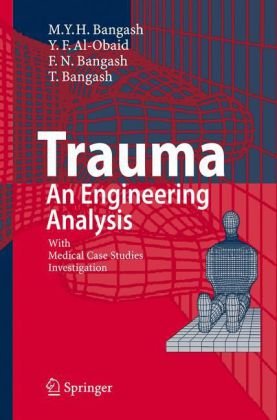 M.Y.H. Bangash
Y. F. Al-Obaid
F. N. Bangash
T. Bangash
Trauma
An Engineering
Analysis
With
Medical Case Studies
Investigation
Springer